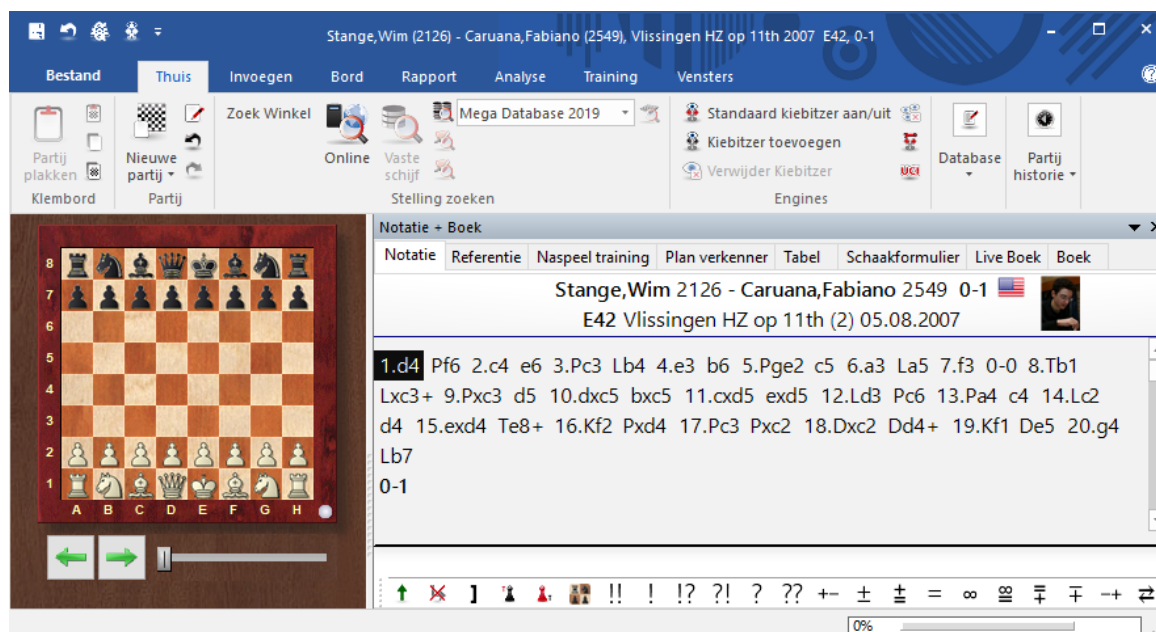 Stange,Wim (2126) - Caruana,Fabiano (2549), Vlissingen HZ op 11th 2007 E42, 0-1
Bestand Thuis Invoegen Bord Rapport Analyse Training Vensters
Partij plakken
Klembord
Nieuwe partij
Partij
Zoek Winkel
Online
Vaste schijf
Mega Database 2019
Stelling zoeken
Standaard kiebitzer aan/uit
Kiebitzer toevoegen
Verwijder Kiebitzer
UCI
Engines
Database
Partij historie
8
7
6
5
4
3
2
1
A B C D E F G H
Notatie + Boek
Notatie Referentie Naspeel training Plan verkenner Tabel Schaakformulier Live Boek Boek
Stange,Wim 2126 - Caruana,Fabiano 2549 0-1
E42 Vlissingen HZ op 11th (2) 05.08.2007
1.d4 Pf6 2.c4 e6 3.Pc3 Lb4 4.e3 b6 5.Pge2 c5 6.a3 La5 7.f3 0-0 8.Tb1
Lxc3+ 9.Pxc3 d5 10.dxc5 bxc5 11.cxd5 exd5 12.Ld3 Pc6 13.Pa4 c4 14.Lc2
d4 15.exd4 Te8+ 16.Kf2 Pxd4 17.Pc3 Pxc2 18.Dxc2 Dd4+ 19.Kf1 De5 20.g4
Lb7
0-1
] !! ! !? ?! ? ?? +- ± ⩲ = ∞ ⩱ ∓ -+ ⇄
0%